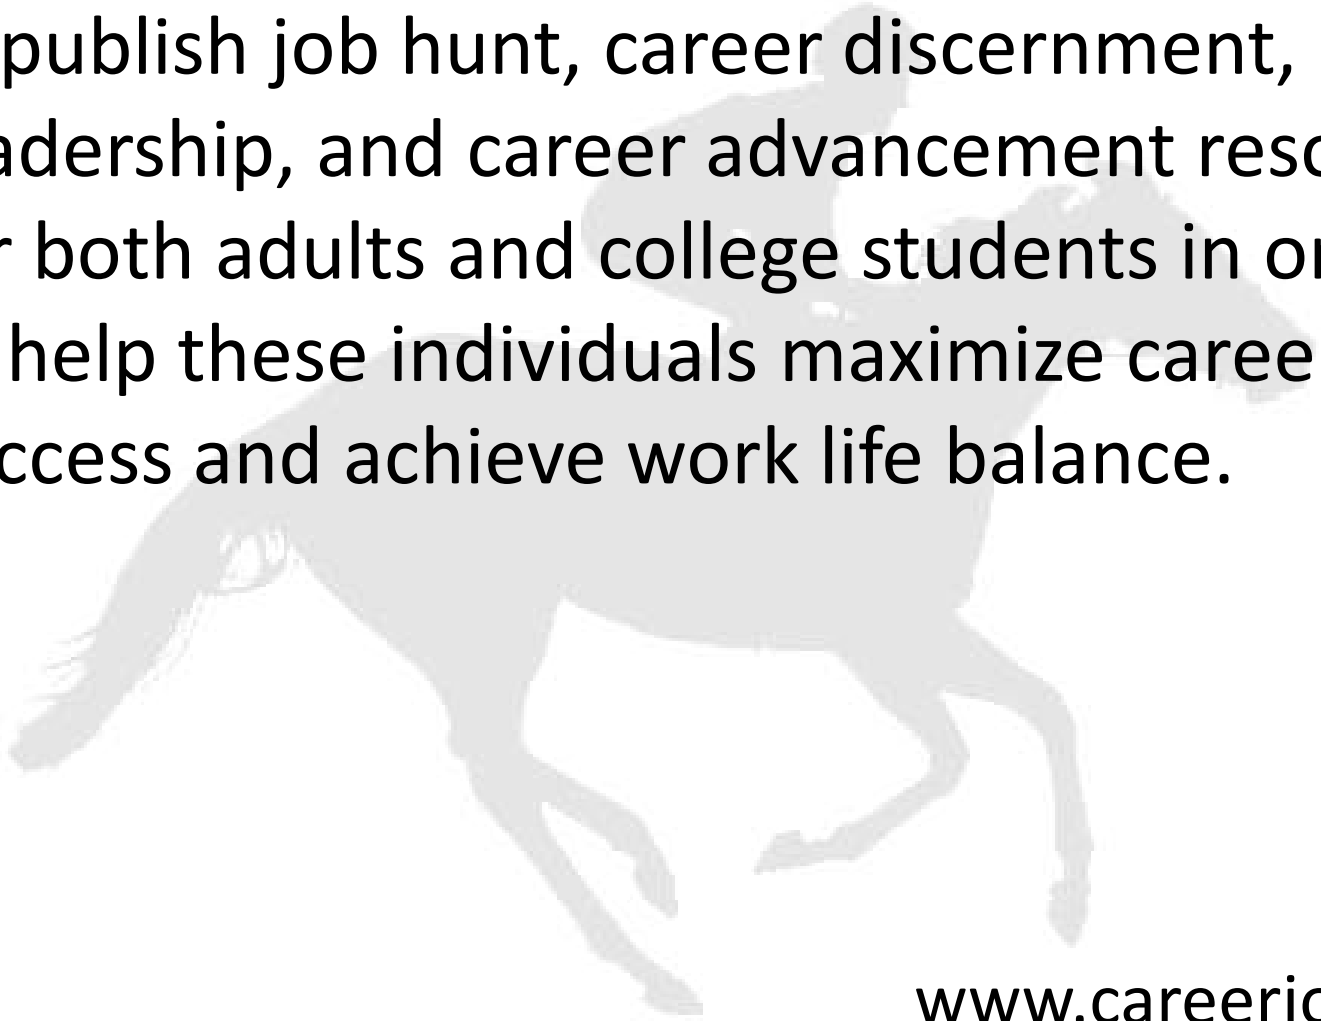 publish job hunt, career discernment,
adership, and career advancement reso
r both adults and college students in or
help these individuals maximize caree
ccess and achieve work life balance.
www.careeric